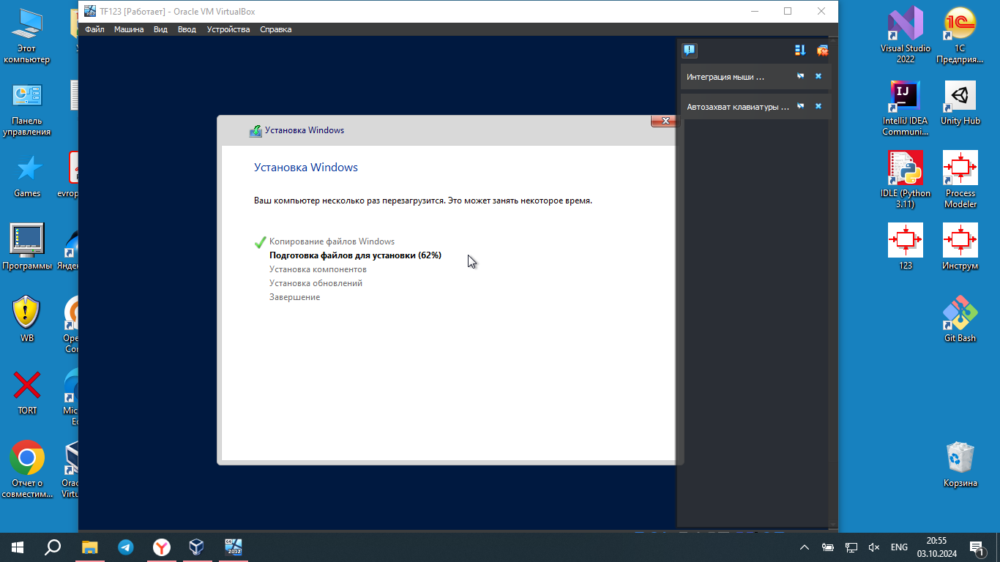 TF123 [Работает] - Oracle VM VirtualBox
Файл Машина Вид Ввод Устройства Справка
Интеграция мыши ...
Автозахват клавиатуры ...
Установка Windows
Установка Windows
Ваш компьютер несколько раз перезагрузится. Это может занять некоторое время.
Копирование файлов Windows
Подготовка файлов для установки (62%)
Установка компонентов
Установка обновлений
Завершение
Этот
компьютер
Панель
управления
Games
evrop
Программы
Яндек
WB
Ope
Cor
TORT
Mic
Ed
Отчет о
совместим...
Orac
Virtu
Visual Studio
2022
1C
Предприя...
IntelliJ IDEA
Communi...
Unity Hub
IDLE (Python
3.11)
Process
Modeler
123
Инструм
Git Bash
Корзина
2012
ENG
20:55
03.10.2024
1